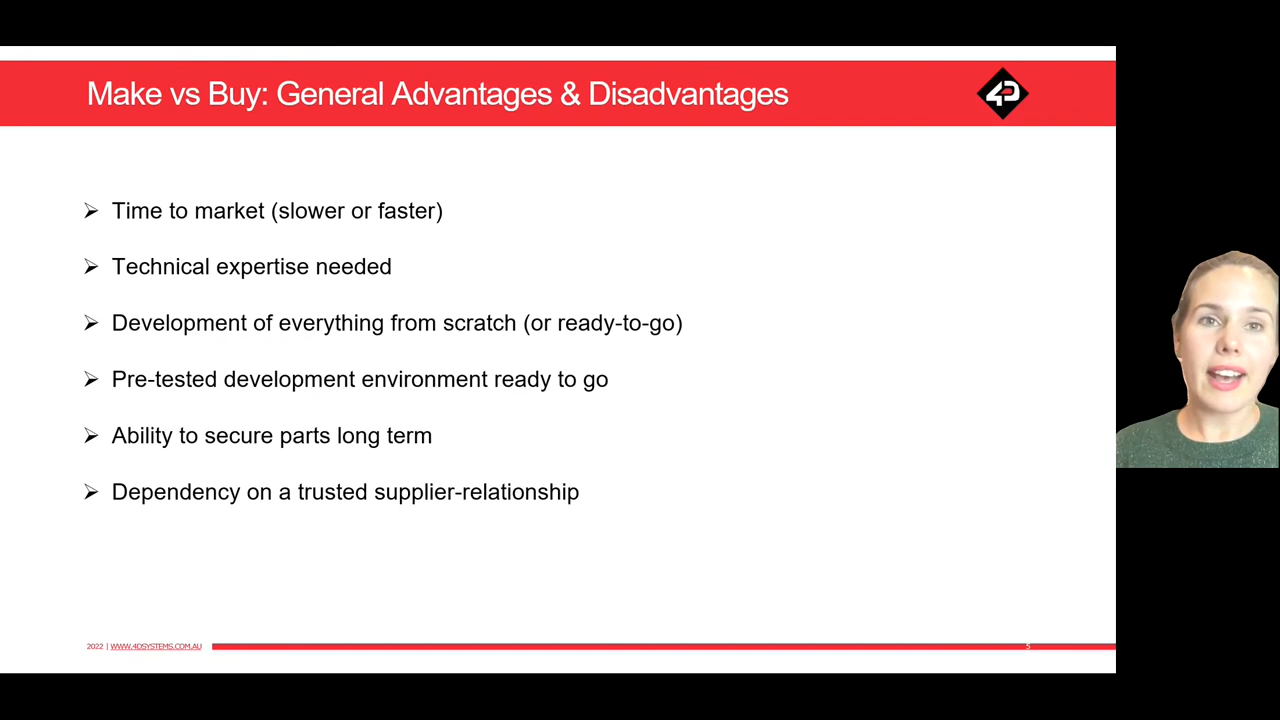 Make vs Buy: General Advantages & Disadvantages
4D
Time to market (slower or faster)
Technical expertise needed
Development of everything from scratch (or ready-to-go)
Pre-tested development environment ready to go
Ability to secure parts long term
Dependency on a trusted supplier-relationship
2022 | WWW.4DSYSTEMS.COM.AU
5